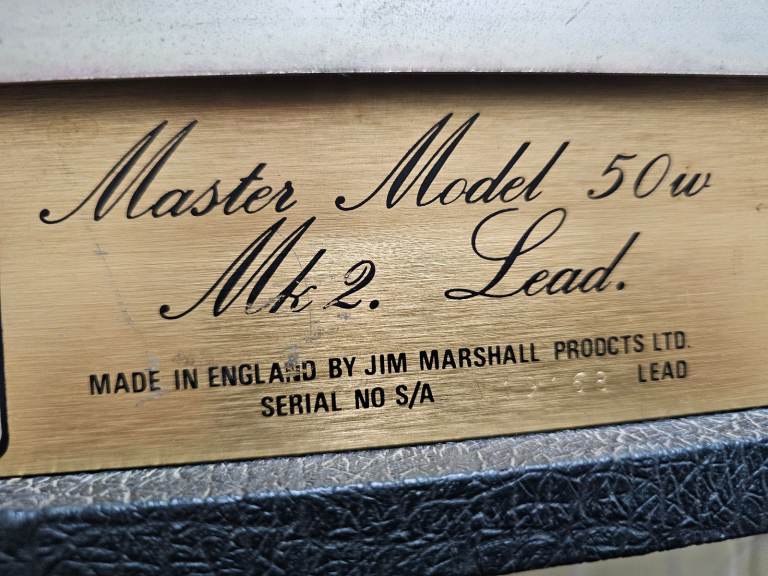 Master Model 50w
Mk 2. Lead.
MADE IN ENGLAND BY JIM MARSHALL PRODCTS LTD.
SERIAL NO S/A LEAD